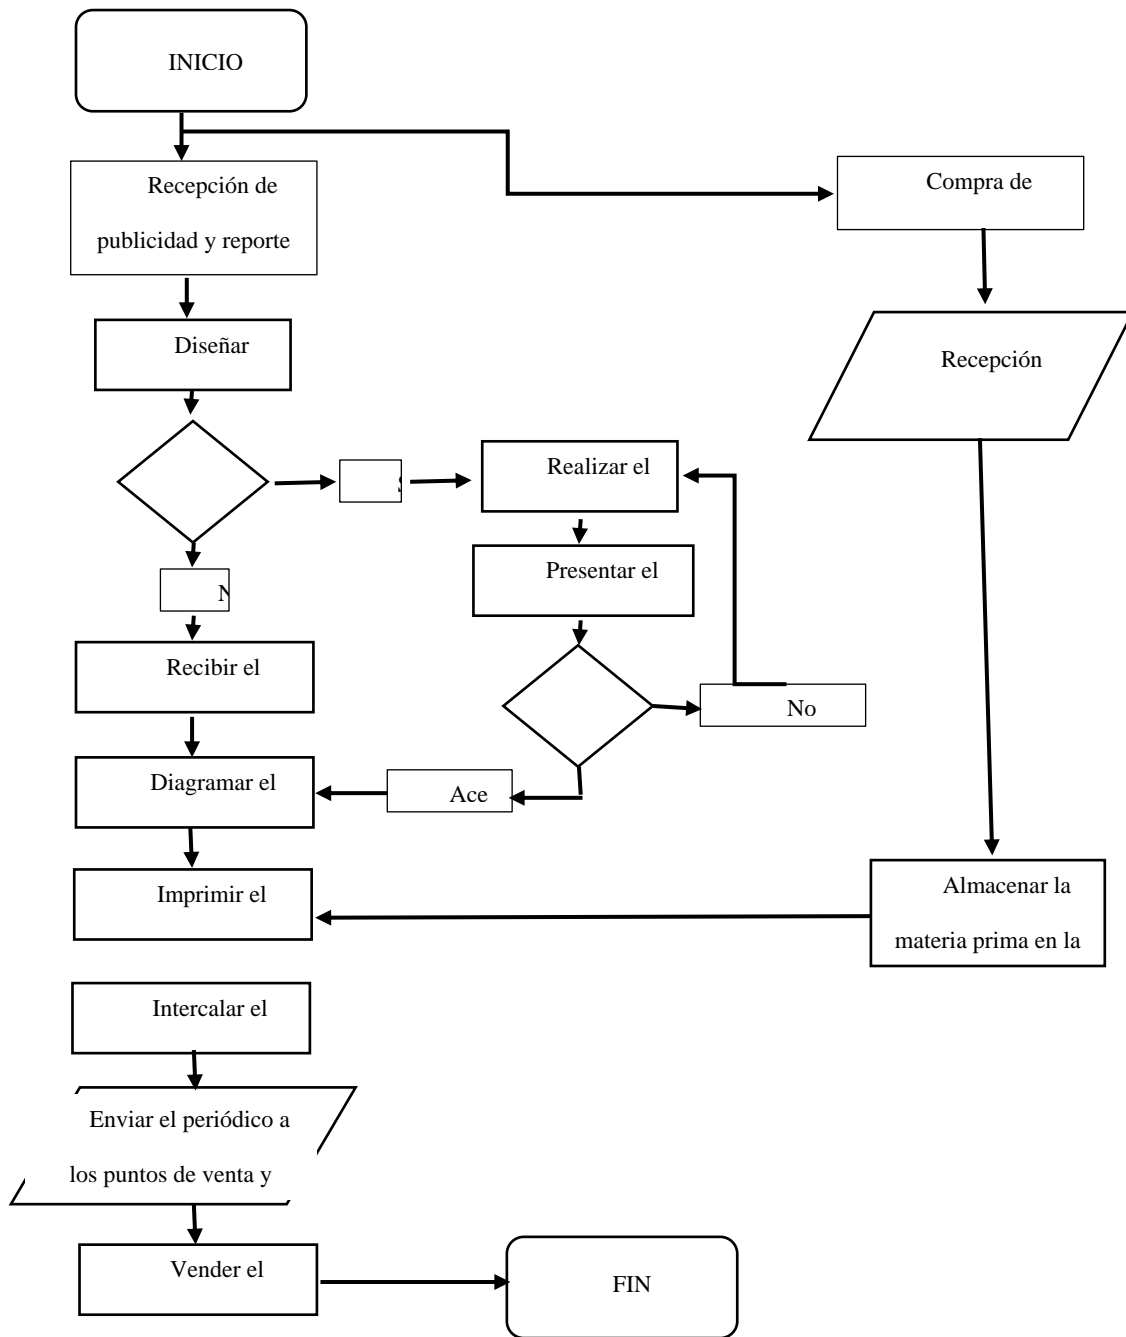 INICIO
Recepción de
publicidad y reporte
Compra de
Diseñar
Recepción
Realizar el
Presentar el
Recibir el
No
Diagramar el
Ace
Imprimir el
Almacenar la
materia prima en la
Intercalar el
Enviar el periódico a
los puntos de venta y
Vender el
FIN